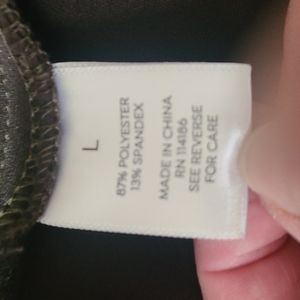 L
87% POLYESTER
13% SPANDEX
MADE IN CHINA
RN 114186
SEE REVERSE
FOR CARE